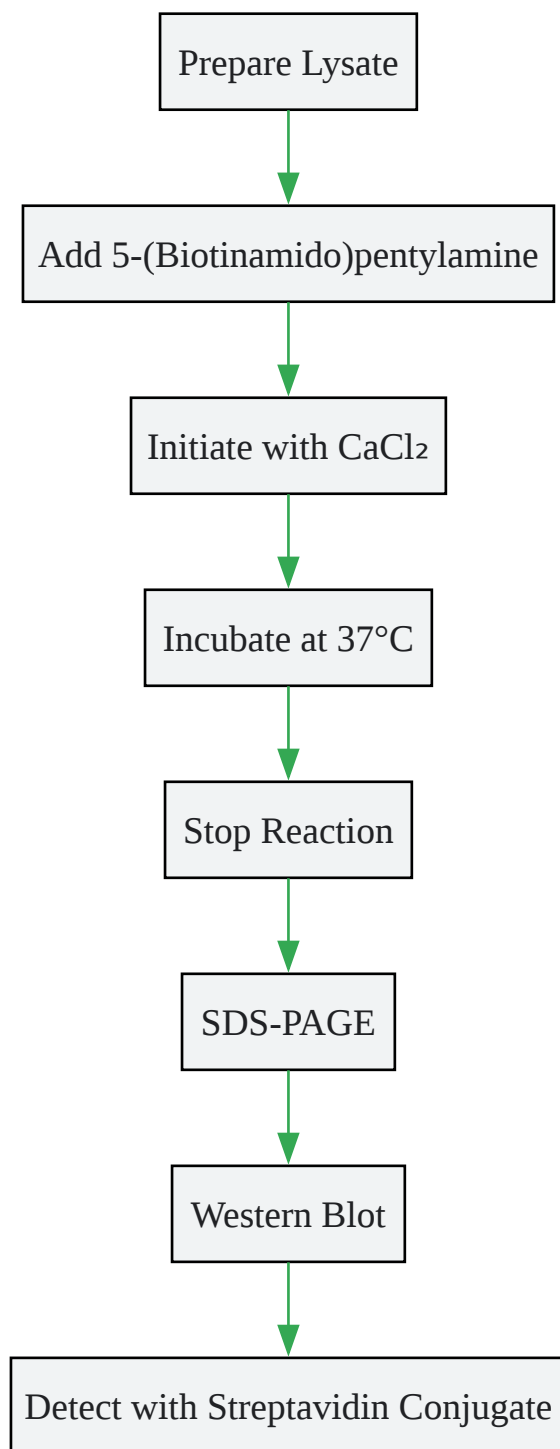 Prepare Lysate
Add 5-(Biotinamido)pentylamine
Initiate with CaCl₂
Incubate at 37°C
Stop Reaction
SDS-PAGE
Western Blot
Detect with Streptavidin Conjugate